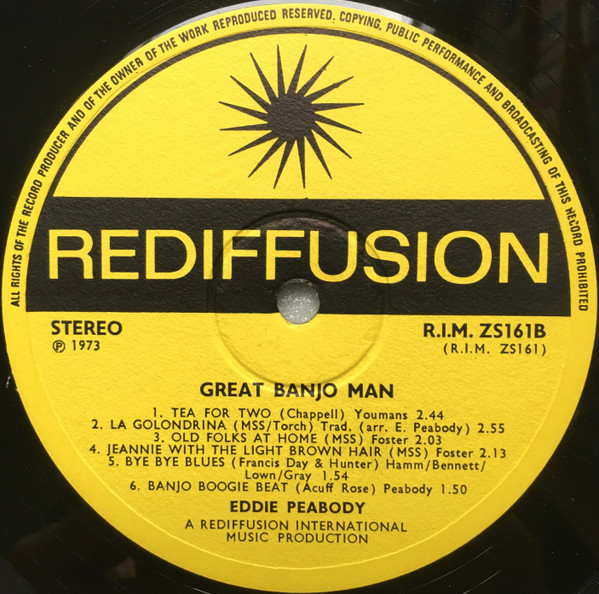 ALL RIGHTS OF THE RECORD PRODUCER AND OF THE OWNER OF THE WORK REPRODUCED RESERVED. COPYING, PUBLIC PERFORMANCE AND BROADCASTING OF THIS RECORD PROHIBITED
REDIFFUSION
STEREO
℗ 1973
R.I.M. ZS161B
(R.I.M. ZS161)
GREAT BANJO MAN
1. TEA FOR TWO (Chappell) Youmans 2.44
2. LA GOLONDRINA (MSS/Torch) Trad. (arr. E. Peabody) 2.55
3. OLD FOLKS AT HOME (MSS) Foster 2.03
4. JEANNIE WITH THE LIGHT BROWN HAIR (MSS) Foster 2.13
5. BYE BYE BLUES (Francis Day & Hunter) Hamm/Bennett/
Lown/Gray 1.54
6. BANJO BOOGIE BEAT (Acuff Rose) Peabody 1.50
EDDIE PEABODY
A REDIFFUSION INTERNATIONAL
MUSIC PRODUCTION